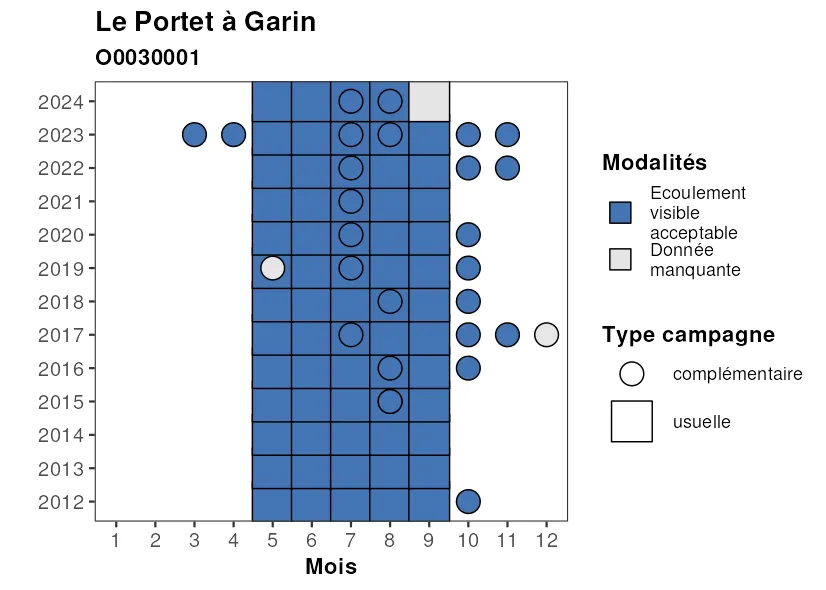 Le Portet à Garin
O0030001
2024
2023
2022
2021
2020
2019
2018
2017
2016
2015
2014
2013
2012
1 2 3 4 5 6 7 8 9 10 11 12
Mois
Modalités
Ecoulement
visible
acceptable
Donnée
manquante
Type campagne
complémentaire
usuelle